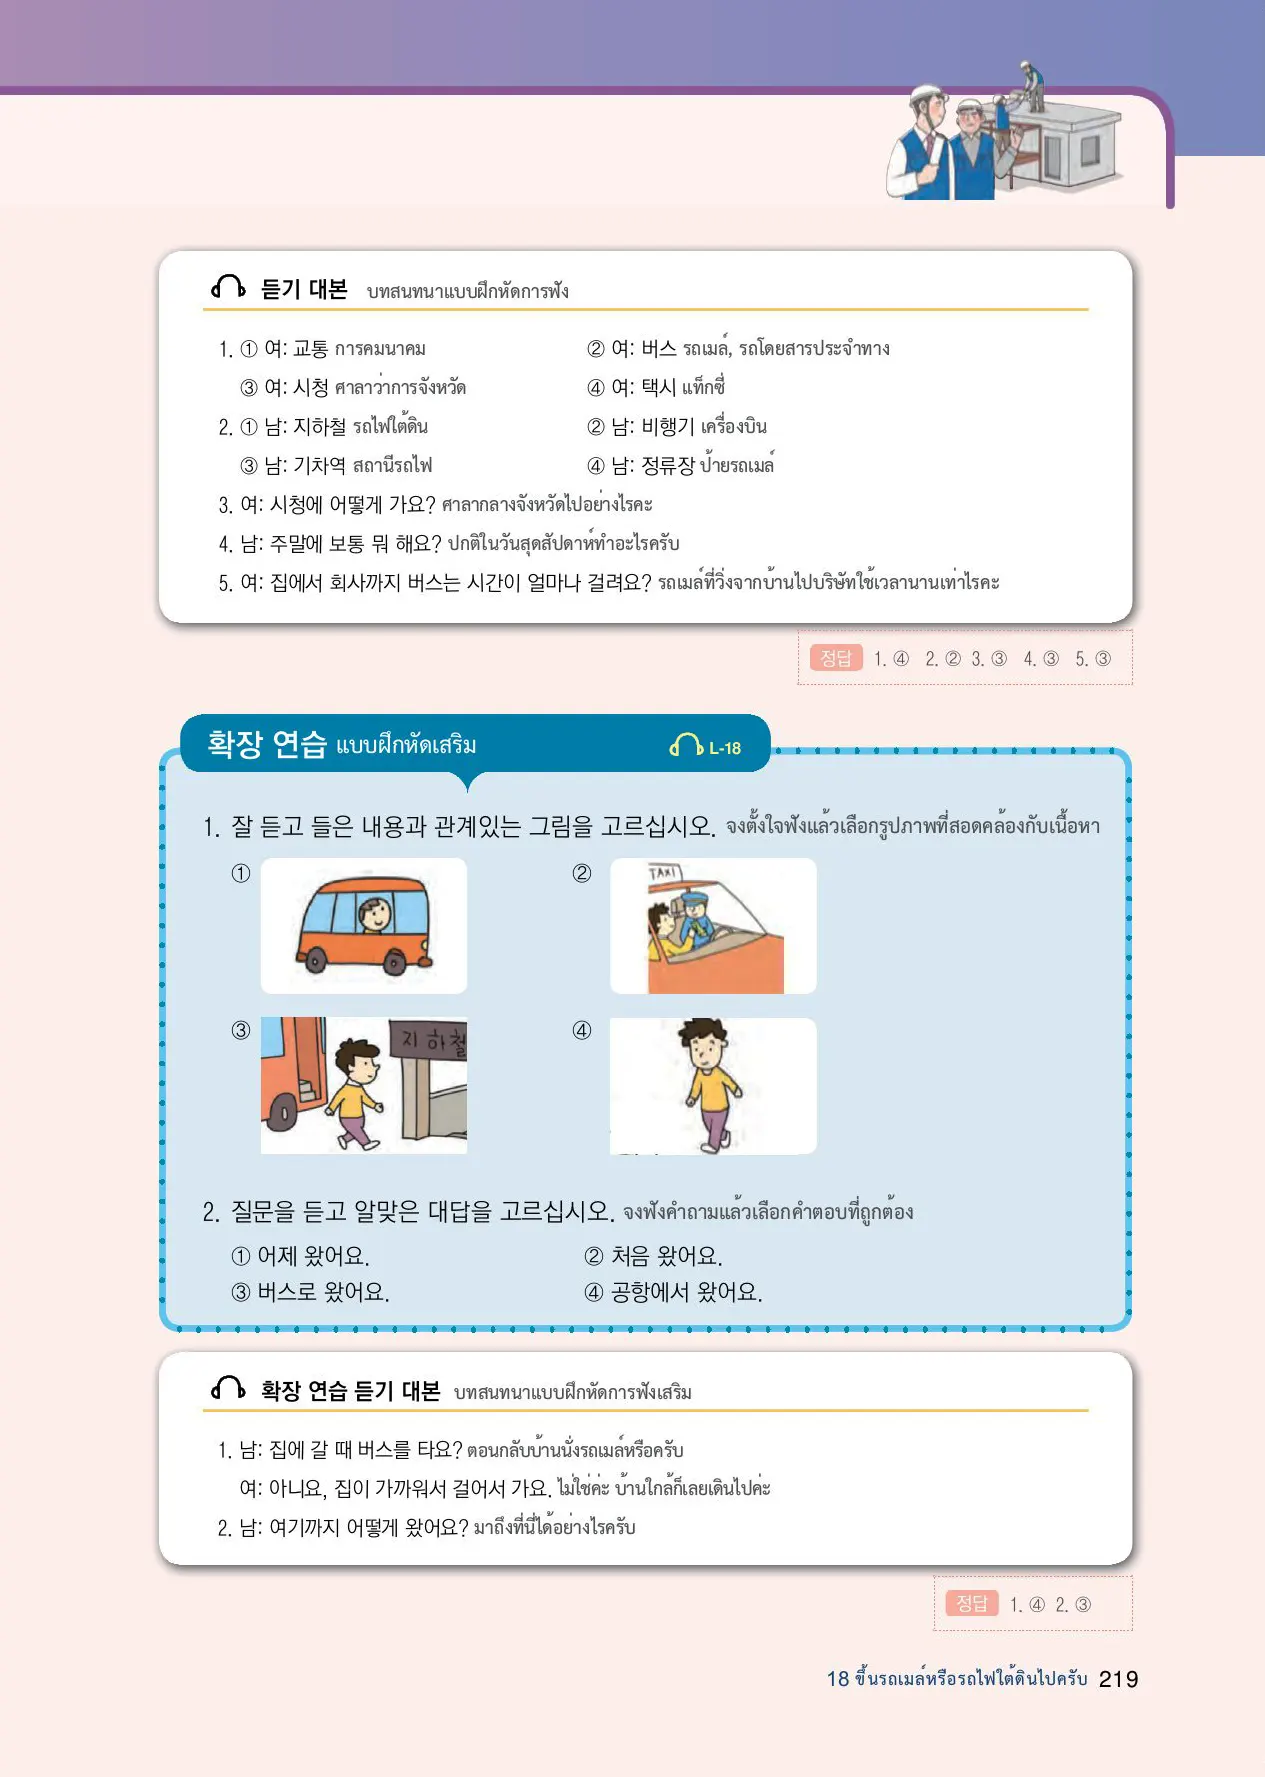 듣기 대본 บทสนทนาแบบฝึกหัดการฟัง
1. ① 여: 교통 การคมนาคม ② 여: 버스 รถเมล์, รถโดยสารประจำทาง
③ 여: 시청 ศาลาว่าการจังหวัด ④ 여: 택시 แท็กซี่
2. ① 남: 지하철 รถไฟใต้ดิน ② 남: 비행기 เครื่องบิน
③ 남: 기차역 สถานีรถไฟ ④ 남: 정류장 ป้ายรถเมล์
3. 여: 시청에 어떻게 가요? ศาลากลางจังหวัดไปอย่างไรคะ
4. 남: 주말에 보통 뭐 해요? ปกติในวันสุดสัปดาห์ทำอะไรครับ
5. 여: 집에서 회사까지 버스는 시간이 얼마나 걸려요? รถเมล์ที่วิ่งจากบ้านไปบริษัทใช้เวลานานเท่าไรคะ
정답 1. ④ 2. ② 3. ③ 4. ③ 5. ③
확장 연습 แบบฝึกหัดเสริม L-18
1. 잘 듣고 들은 내용과 관계있는 그림을 고르십시오. จงตั้งใจฟังแล้วเลือกรูปภาพที่สอดคล้องกับเนื้อหา
① ②
TAXI
③ ④
지하철
2. 질문을 듣고 알맞은 대답을 고르십시오. จงฟังคำถามแล้วเลือกคำตอบที่ถูกต้อง
① 어제 왔어요. ② 처음 왔어요.
③ 버스로 왔어요. ④ 공항에서 왔어요.
확장 연습 듣기 대본 บทสนทนาแบบฝึกหัดการฟังเสริม
1. 남: 집에 갈 때 버스를 타요? ตอนกลับบ้านนั่งรถเมล์หรือครับ
여: 아니요, 집이 가까워서 걸어서 가요. ไม่ใช่ค่ะ บ้านใกล้ก็เลยเดินไปค่ะ
2. 남: 여기까지 어떻게 왔어요? มาถึงที่นี่ได้อย่างไรครับ
정답 1. ④ 2. ③
18 ขึ้นรถเมล์หรือรถไฟใต้ดินไปครับ 219